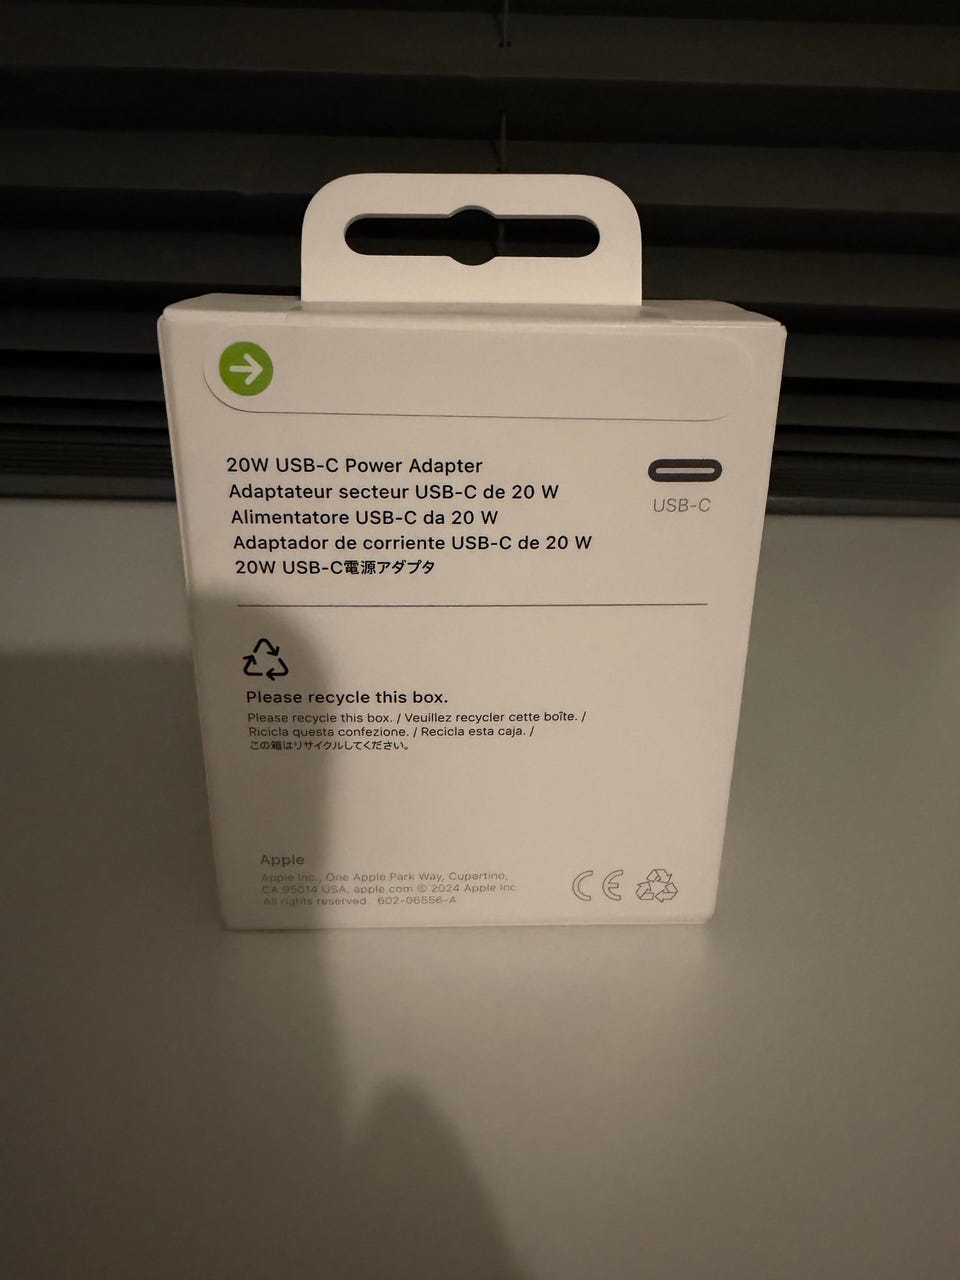 20W USB-C Power Adapter
Adaptateur secteur USB-C de 20 W
Alimentatore USB-C da 20 W
Adaptador de corriente USB-C de 20 W
20W USB-C電源アダプタ
USB-C
Please recycle this box.
Please recycle this box. / Veuillez recycler cette boîte. /
Ricicla questa confezione. / Recicla esta caja. /
この箱はリサイクルしてください。
Apple
Apple Inc., One Apple Park Way, Cupertino,
CA 95014 USA, apple.com © 2024 Apple Inc.
All rights reserved 602-06556-A
CE